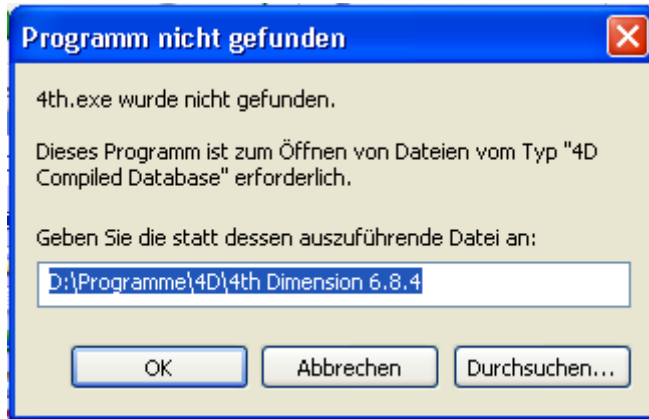 Programm nicht gefunden
4th.exe wurde nicht gefunden.
Dieses Programm ist zum Öffnen von Dateien vom Typ "4D
Compiled Database" erforderlich.
Geben Sie die statt dessen auszuführende Datei an:
D:\Programme\4D\4th Dimension 6.8.4
OK
Abbrechen
Durchsuchen...